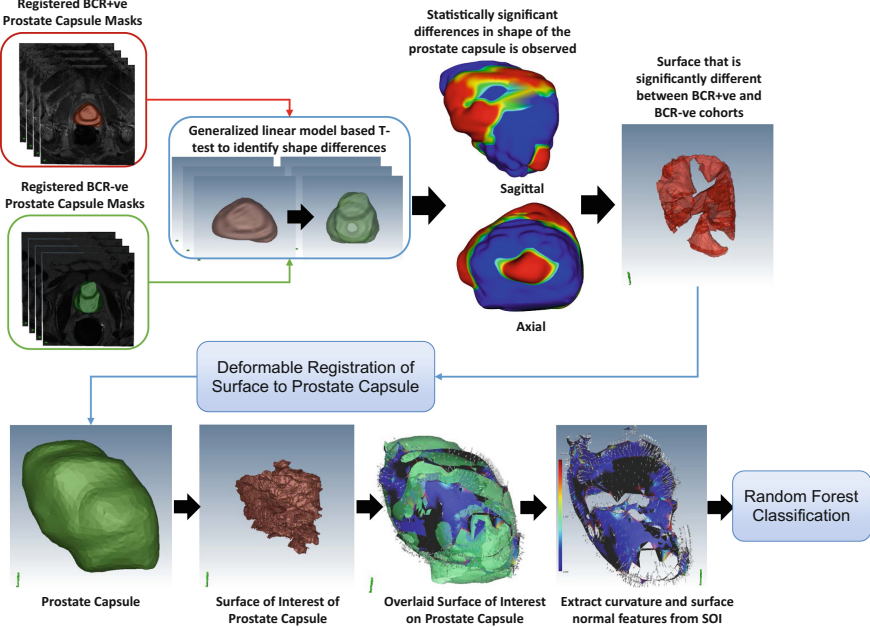 Registered BCR+ve
Prostate Capsule Masks
Registered BCR-ve
Prostate Capsule Masks
Generalized linear model based T-
test to identify shape differences
Statistically significant
differences in shape of the
prostate capsule is observed
Sagittal
Axial
Surface that is
significantly different
between BCR+ve and
BCR-ve cohorts
Deformable Registration of
Surface to Prostate Capsule
Prostate Capsule
Surface of Interest of
Prostate Capsule
Overlaid Surface of Interest
on Prostate Capsule
Extract curvature and surface
normal features from SOI
Random Forest
Classification